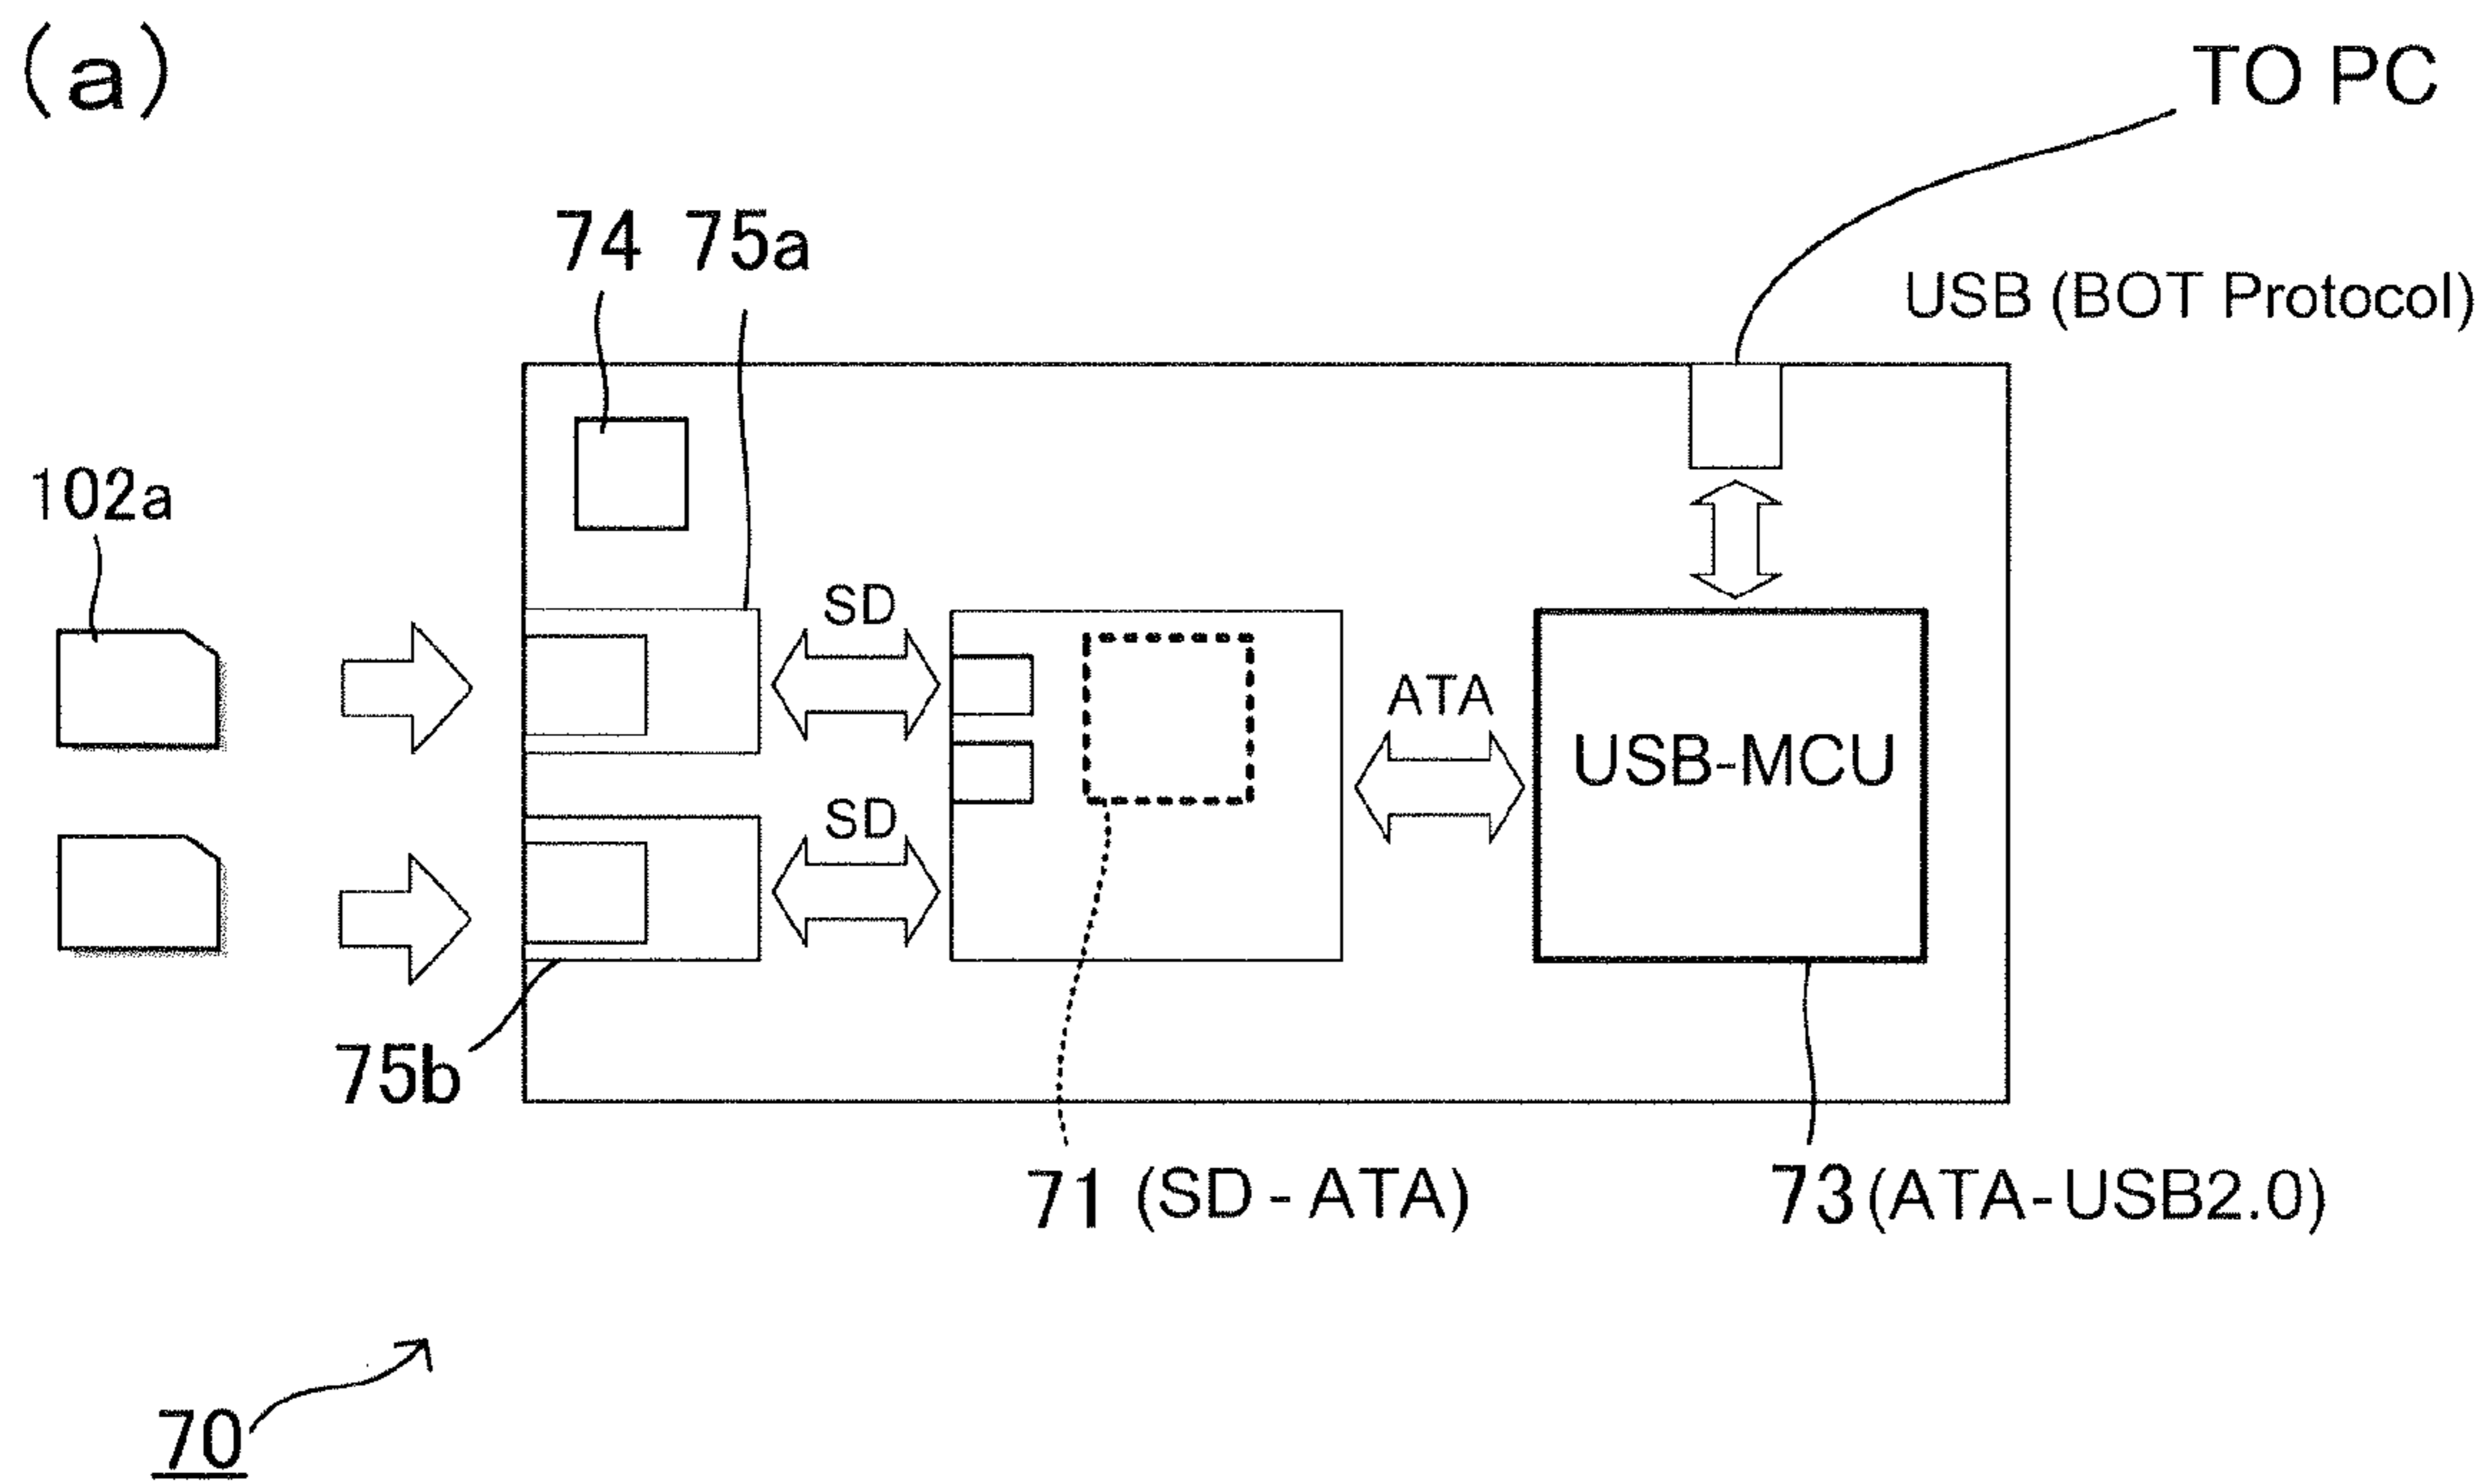 (a)
TO PC
74
75a
USB (BOT Protocol)
102a
SD
ATA
USB-MCU
SD
75b
71 (SD-ATA)
73 (ATA-USB2.0)
70